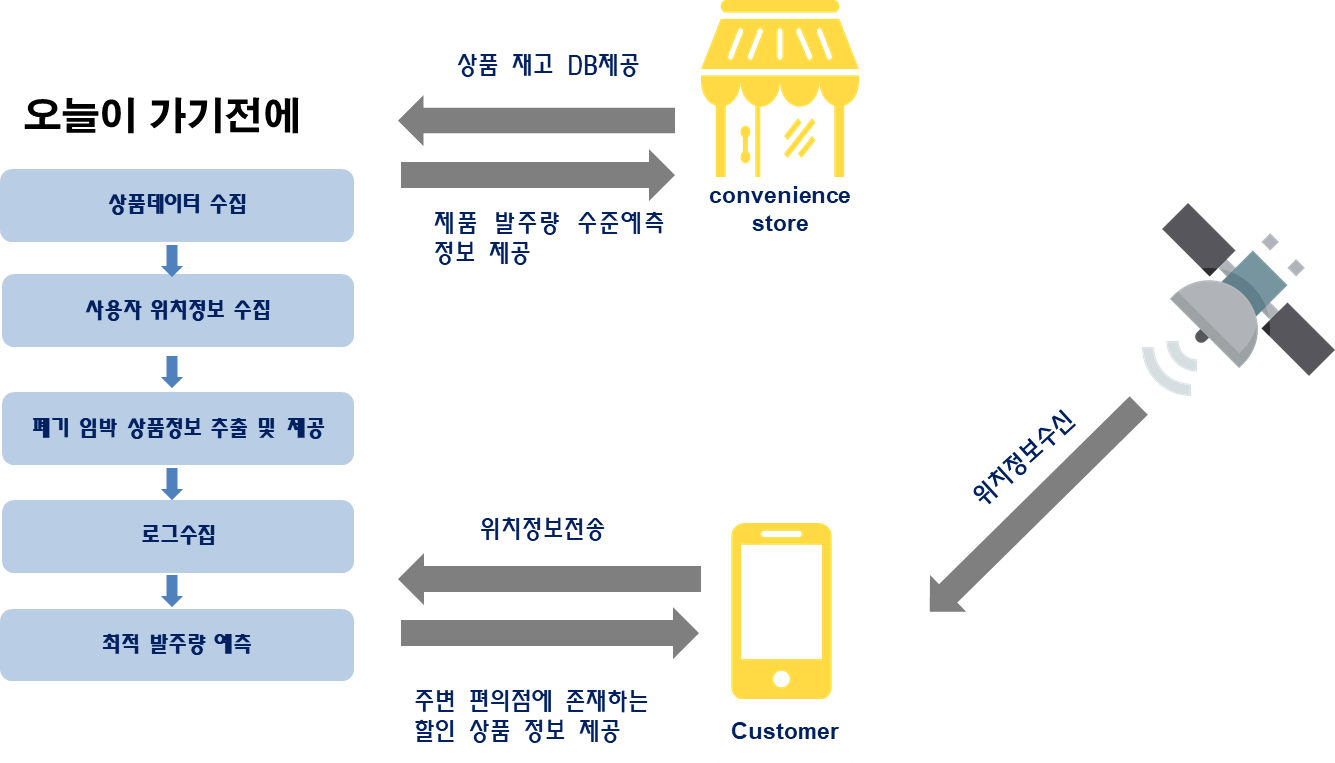 상품 재고 DB제공
오늘이 가기전에
상품데이터 수집
convenience
store
제품 발주량 수준예측
정보 제공
사용자 위치정보 수집
폐기 임박 상품정보 추출 및 제공
위치정보수신
로그수집
위치정보전송
최적 발주량 예측
주변 편의점에 존재하는
할인 상품 정보 제공
Customer